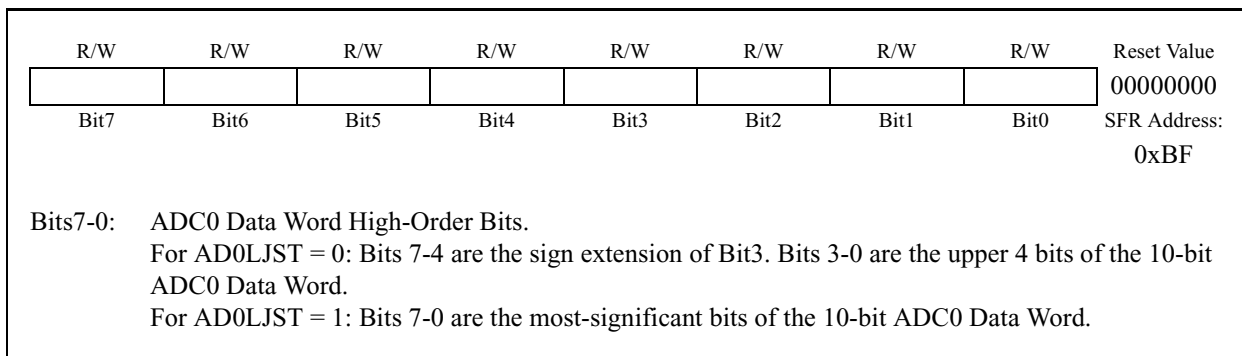 R/W R/W R/W R/W R/W R/W R/W R/W Reset Value
00000000
Bit7 Bit6 Bit5 Bit4 Bit3 Bit2 Bit1 Bit0 SFR Address:
0xBF
Bits7-0: ADC0 Data Word High-Order Bits.
For AD0LJST = 0: Bits 7-4 are the sign extension of Bit3. Bits 3-0 are the upper 4 bits of the 10-bit
ADC0 Data Word.
For AD0LJST = 1: Bits 7-0 are the most-significant bits of the 10-bit ADC0 Data Word.